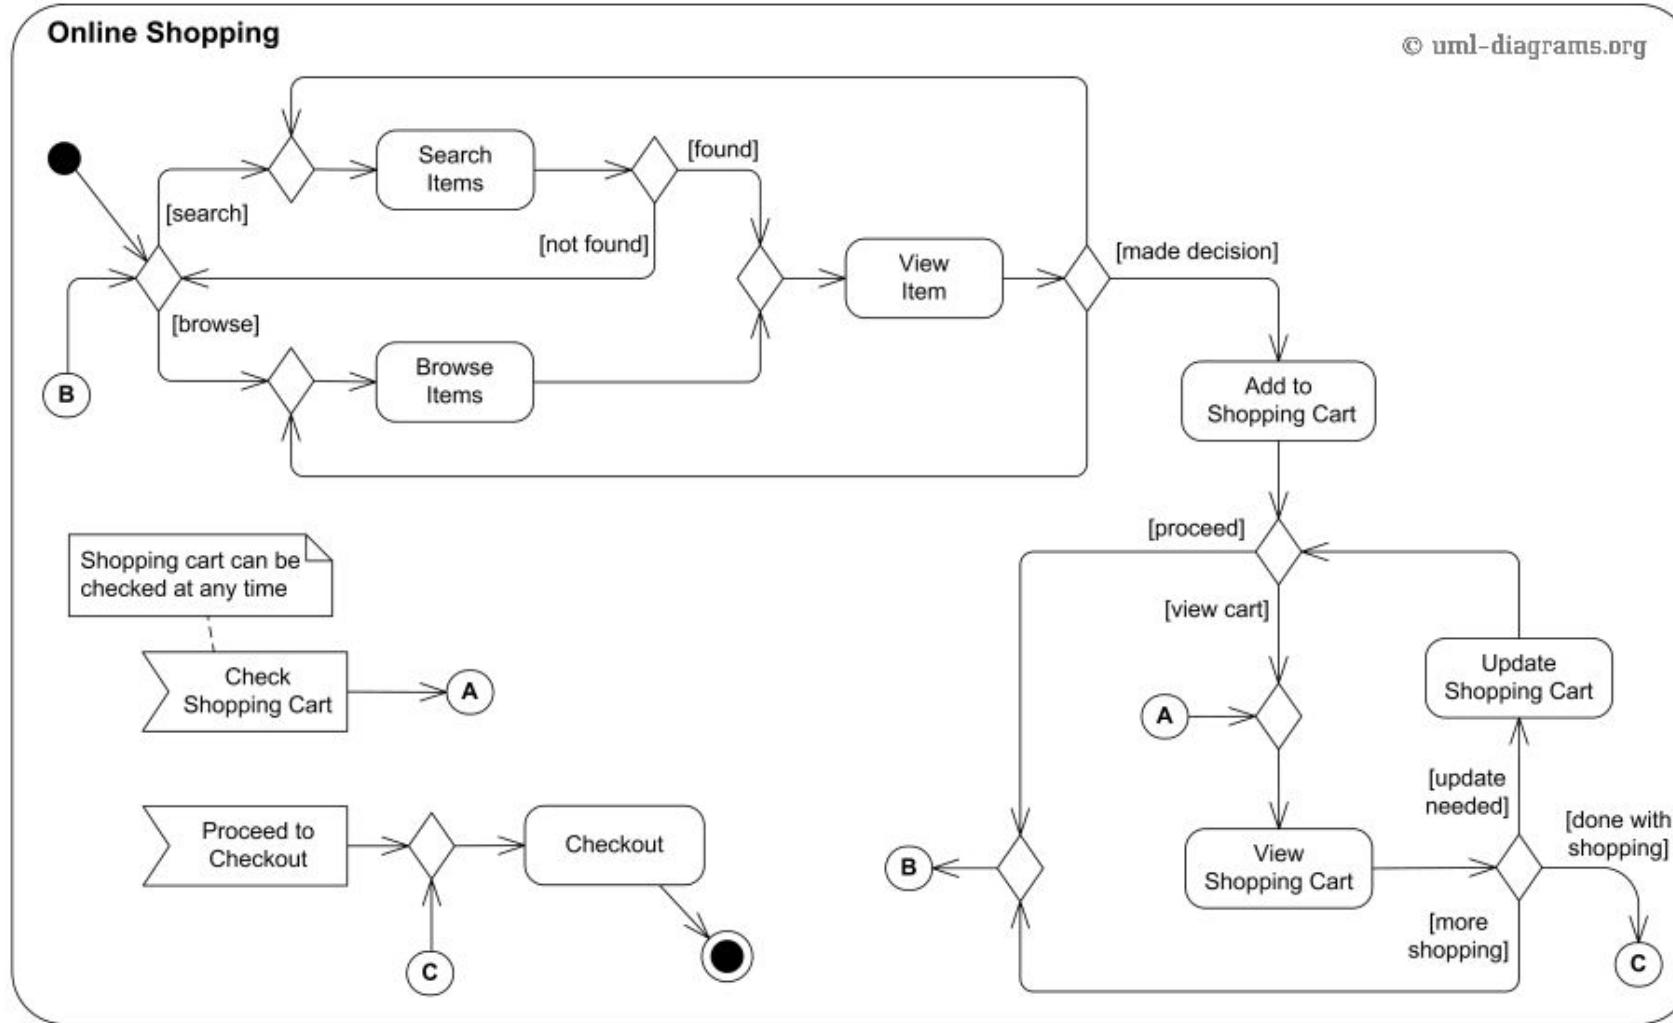 Online Shopping
© uml-diagrams.org
Search
Items
[found]
[search]
[not found]
View
Item
[made decision]
[browse]
Browse
Items
B
Add to
Shopping Cart
[proceed]
Shopping cart can be
checked at any time
[view cart]
Check
Shopping Cart
A
A
Update
Shopping Cart
[update
needed]
Proceed to
Checkout
Checkout
B
View
Shopping Cart
[done with
shopping]
[more
shopping]
C
C